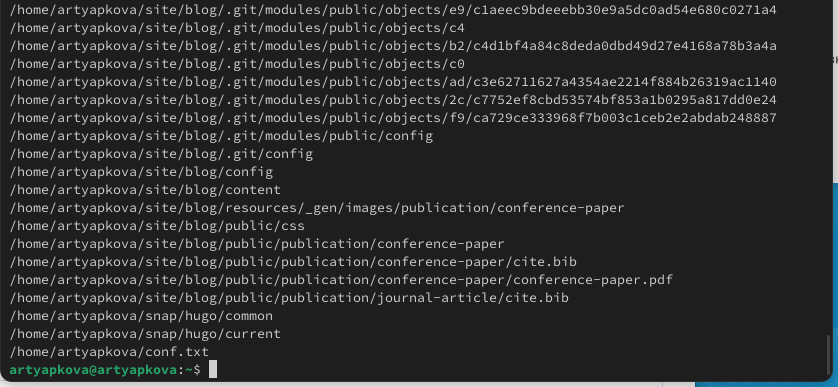 /home/artyapkova/site/blog/.git/modules/public/objects/e9/c1aeec9bdeeebb30e9a5dc0ad54e680c0271a4
/home/artyapkova/site/blog/.git/modules/public/objects/c4
/home/artyapkova/site/blog/.git/modules/public/objects/b2/c4d1bf4a84c8deda0dbd49d27e4168a78b3a4a
/home/artyapkova/site/blog/.git/modules/public/objects/c0
/home/artyapkova/site/blog/.git/modules/public/objects/ad/c3e62711627a4354ae2214f884b26319ac1140
/home/artyapkova/site/blog/.git/modules/public/objects/2c/c7752ef8cbd53574bf853a1b0295a817dd0e24
/home/artyapkova/site/blog/.git/modules/public/objects/f9/ca729ce333968f7b003c1ceb2e2abdab248887
/home/artyapkova/site/blog/.git/modules/public/config
/home/artyapkova/site/blog/.git/config
/home/artyapkova/site/blog/config
/home/artyapkova/site/blog/content
/home/artyapkova/site/blog/resources/_gen/images/publication/conference-paper
/home/artyapkova/site/blog/public/css
/home/artyapkova/site/blog/public/publication/conference-paper
/home/artyapkova/site/blog/public/publication/conference-paper/cite.bib
/home/artyapkova/site/blog/public/publication/conference-paper/conference-paper.pdf
/home/artyapkova/site/blog/public/publication/journal-article/cite.bib
/home/artyapkova/snap/hugo/common
/home/artyapkova/snap/hugo/current
/home/artyapkova/conf.txt
artyapkova@artyapkova:~$